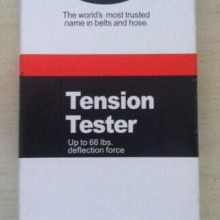 The world's most trusted
name in belts and hose.
Tension
Tester
Up to 66 lbs.
deflection force